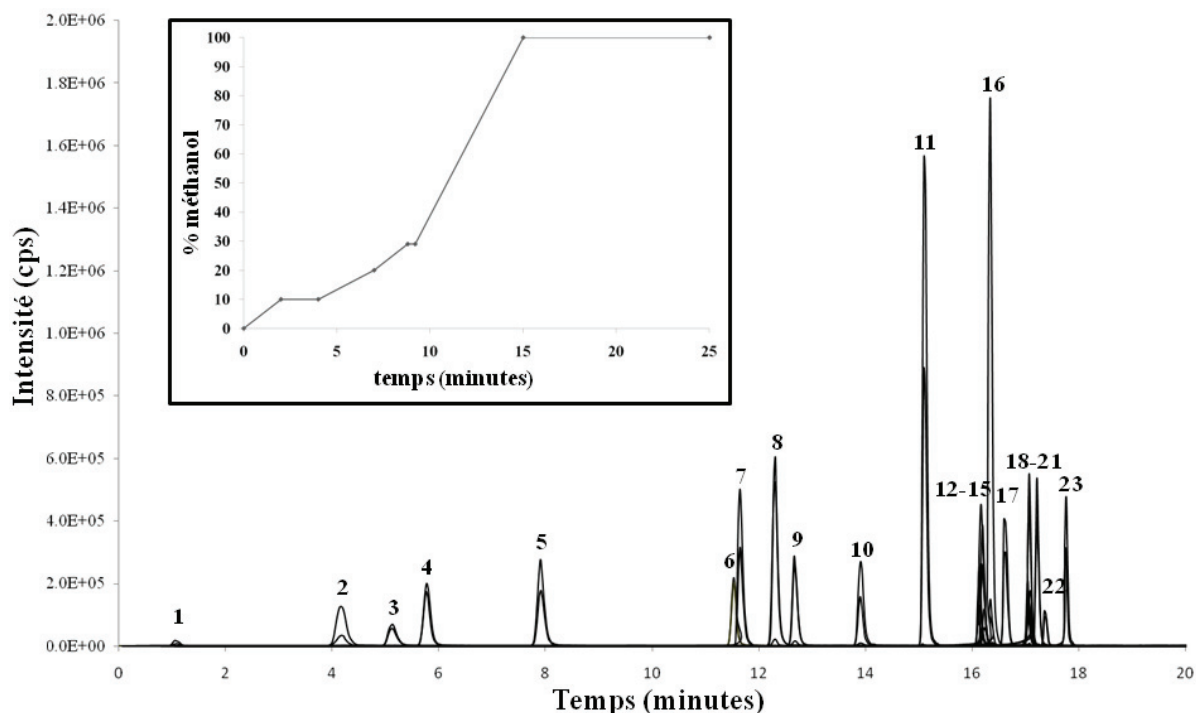 2.0E+06
1.8E+06
1.6E+06
1.4E+06
1.2E+06
1.0E+06
8.0E+05
6.0E+05
4.0E+05
2.0E+05
0.0E+00
Intensité (cps)
100
90
80
70
60
50
40
30
20
10
0
% méthanol
0 5 10 15 20 25
temps (minutes)
1
2
3
4
5
6
7
8
9
10
11
12-15
16
17
18-21
22
23
0 2 4 6 8 10 12 14 16 18 20
Temps (minutes)